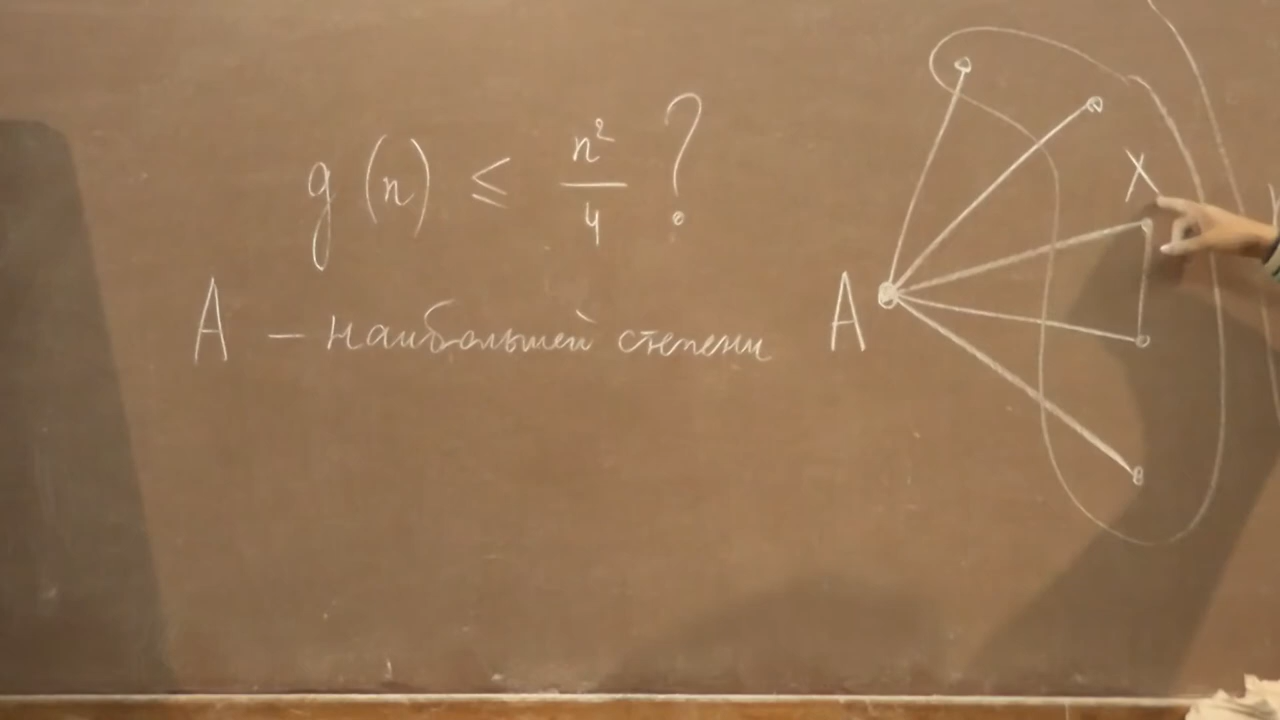 g(n) ≤ n²/4 ?
A — наибольшей степени
A
X